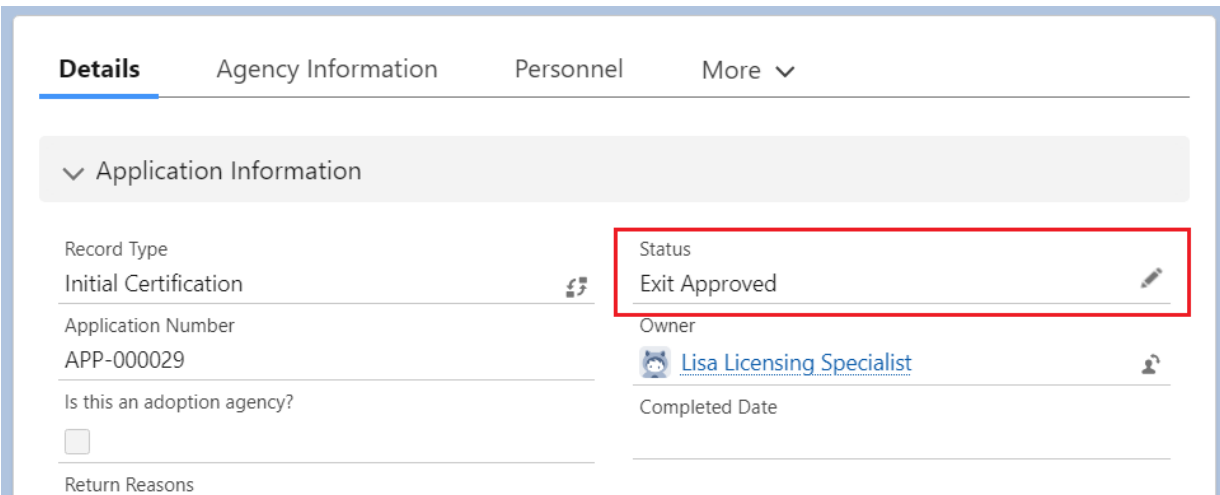 Details Agency Information Personnel More
Application Information
Record Type
Initial Certification
Status
Exit Approved
Application Number
APP-000029
Owner
Lisa Licensing Specialist
Is this an adoption agency?
Completed Date
Return Reasons